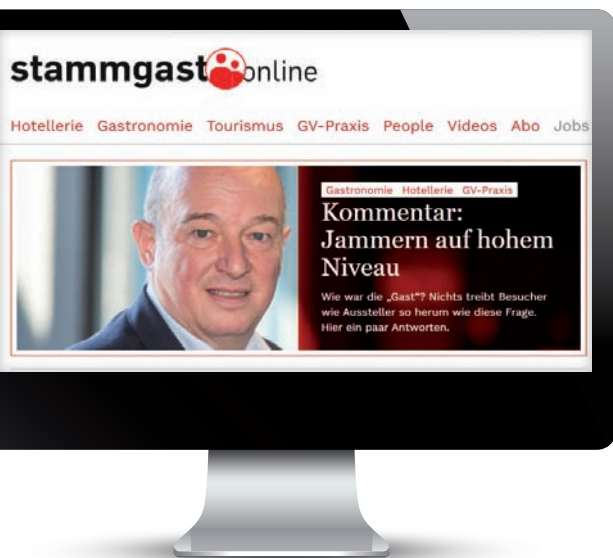 stammgast online
Hotellerie Gastronomie Tourismus GV-Praxis People Videos Abo Jobs
Gastronomie Hotellerie GV-Praxis
Kommentar:
Jammern auf hohem
Niveau
Wie war die „Gast“? Nichts treibt Besucher
wie Aussteller so herum wie diese Frage.
Hier ein paar Antworten.